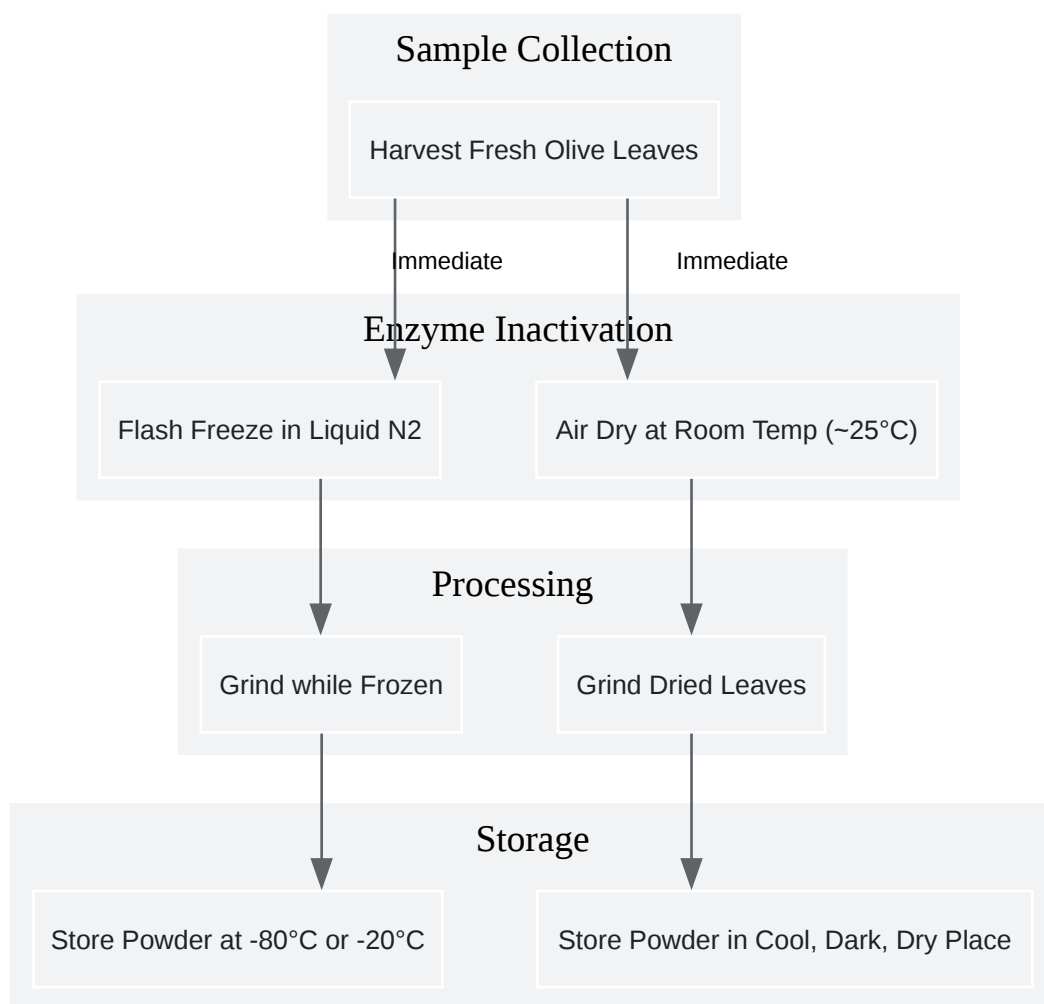 Sample Collection
Harvest Fresh Olive Leaves
Immediate
Immediate
Enzyme Inactivation
Flash Freeze in Liquid N2
Air Dry at Room Temp (~25°C)
Processing
Grind while Frozen
Grind Dried Leaves
Storage
Store Powder at -80°C or -20°C
Store Powder in Cool, Dark, Dry Place